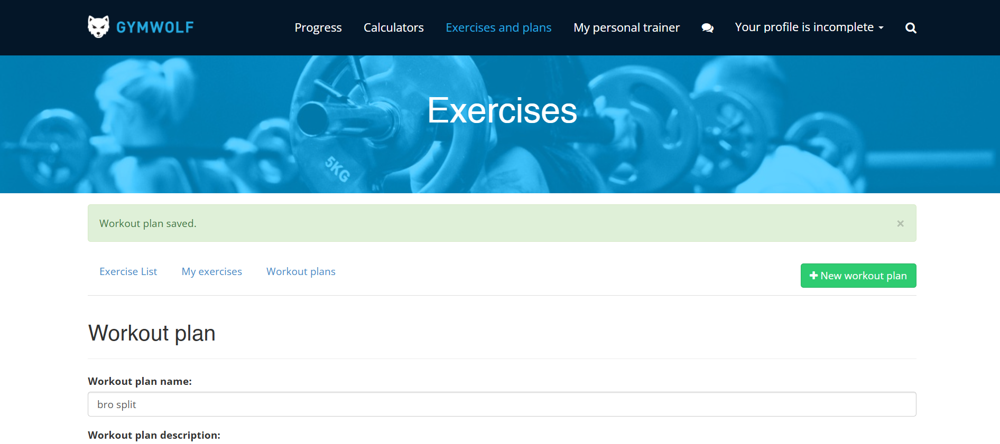 GYMWOLF
Progress Calculators Exercises and plans My personal trainer Your profile is incomplete
5KG
Exercises
Workout plan saved.
×
Exercise List My exercises Workout plans
New workout plan
Workout plan
Workout plan name:
bro split
Workout plan description: